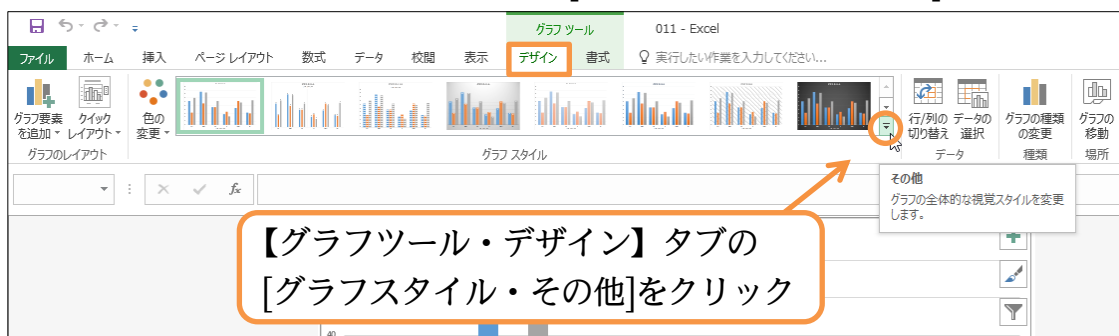 グラフ ツール
011 - Excel
ファイル
ホーム
挿入
ページ レイアウト
数式
データ
校閲
表示
デザイン
書式
実行したい作業を入力してください...
グラフ要素
を追加
クイック
レイアウト
色の
変更
行/列の
切り替え
データの
選択
グラフの種類
の変更
グラフの
移動
グラフのレイアウト
グラフ スタイル
データ
種類
場所
fx
その他
グラフの全体的な視覚スタイルを変更
します。
【グラフツール・デザイン】タブの
[グラフスタイル・その他]をクリック
40